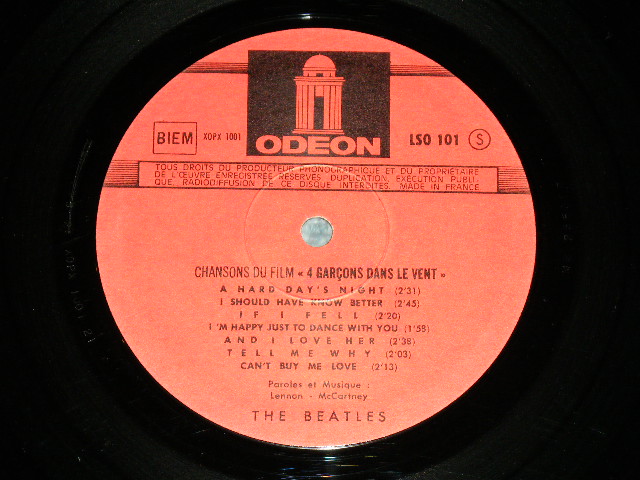 ODEON
BIEM
XOPX 1001
LSO 101 S
TOUS DROITS DU PRODUCTEUR PHONOGRAPHIQUE ET DU PROPRIÉTAIRE
DE L'ŒUVRE ENREGISTRÉE RÉSERVÉS DUPLICATION, EXÉCUTION PUBLI-
QUE, RADIODIFFUSION DE CE DISQUE INTERDITES. MADE IN FRANCE
CHANSONS DU FILM « 4 GARÇONS DANS LE VENT »
A HARD DAY'S NIGHT (2'31)
I SHOULD HAVE KNOW BETTER (2'45)
IF I FELL (2'20)
I'M HAPPY JUST TO DANCE WITH YOU (1'58)
AND I LOVE HER (2'38)
TELL ME WHY (2'03)
CAN'T BUY ME LOVE (2'13)
Paroles et Musique :
Lennon - McCartney
THE BEATLES